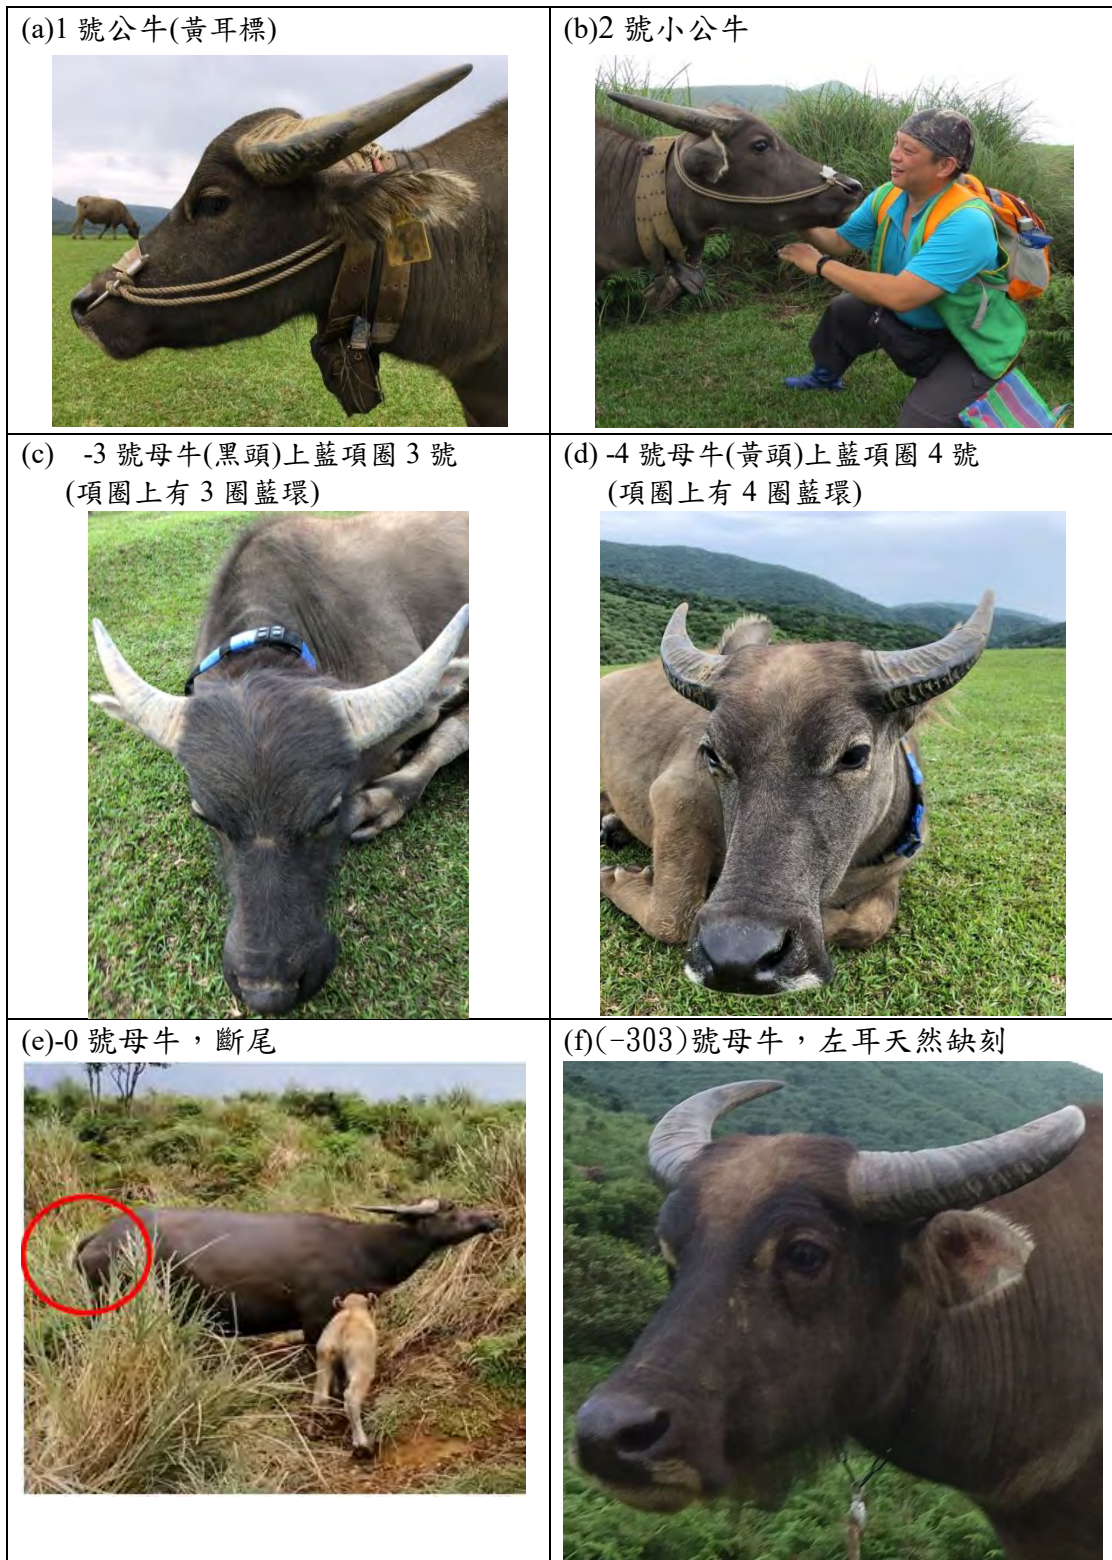 (a)1 號公牛(黃耳標)
(b)2 號小公牛
(c) -3 號母牛(黑頭)上藍項圈 3 號
(項圈上有 3 圈藍環)
(d) -4 號母牛(黃頭)上藍項圈 4 號
(項圈上有 4 圈藍環)
(e)-0 號母牛，斷尾
(f)(-303)號母牛，左耳天然缺刻